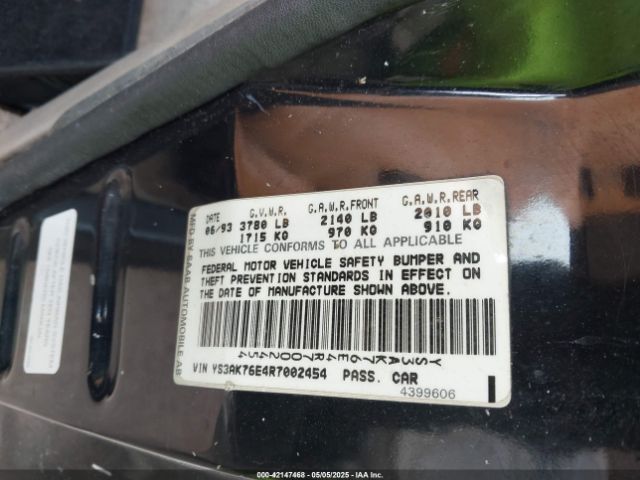 MFD BY SAAB AUTOMOBILE AB
DATE G.V.W.R. G.A.W.R.FRONT G.A.W.R.REAR
06/93 3780 LB 2140 LB 2010 LB
1715 KG 970 KG 910 KG
THIS VEHICLE CONFORMS TO ALL APPLICABLE
FEDERAL MOTOR VEHICLE SAFETY BUMPER AND
THEFT PREVENTION STANDARDS IN EFFECT ON
THE DATE OF MANUFACTURE SHOWN ABOVE.
YS3AK76E4R7002454
VIN YS3AK76E4R7002454 PASS. CAR
4399606
000 - 42147468 - 05/05/2025 - IAA Inc.